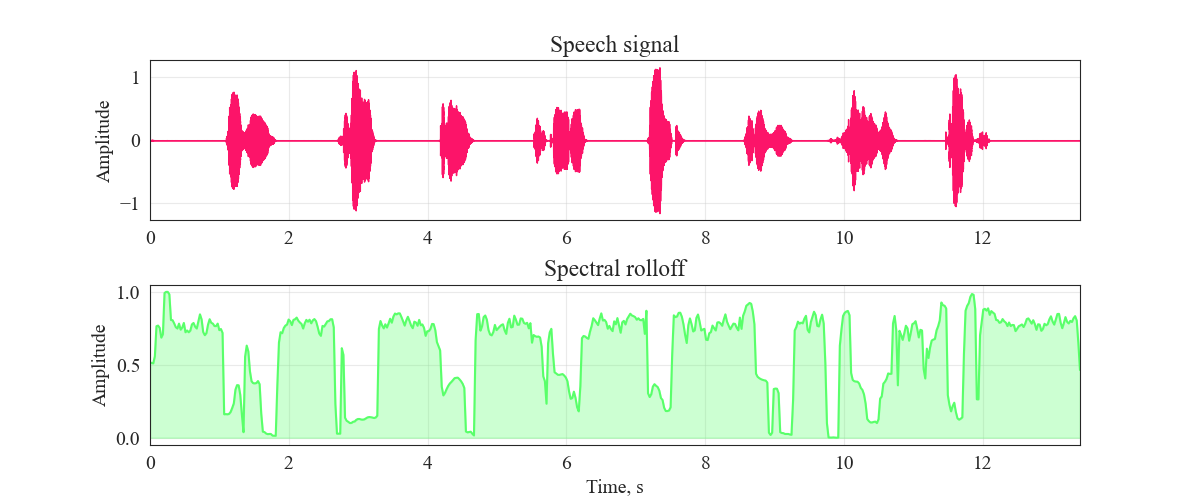 Speech signal
Amplitude
1
0
−1
0 2 4 6 8 10 12
Spectral rolloff
Amplitude
1.0
0.5
0.0
0 2 4 6 8 10 12
Time, s